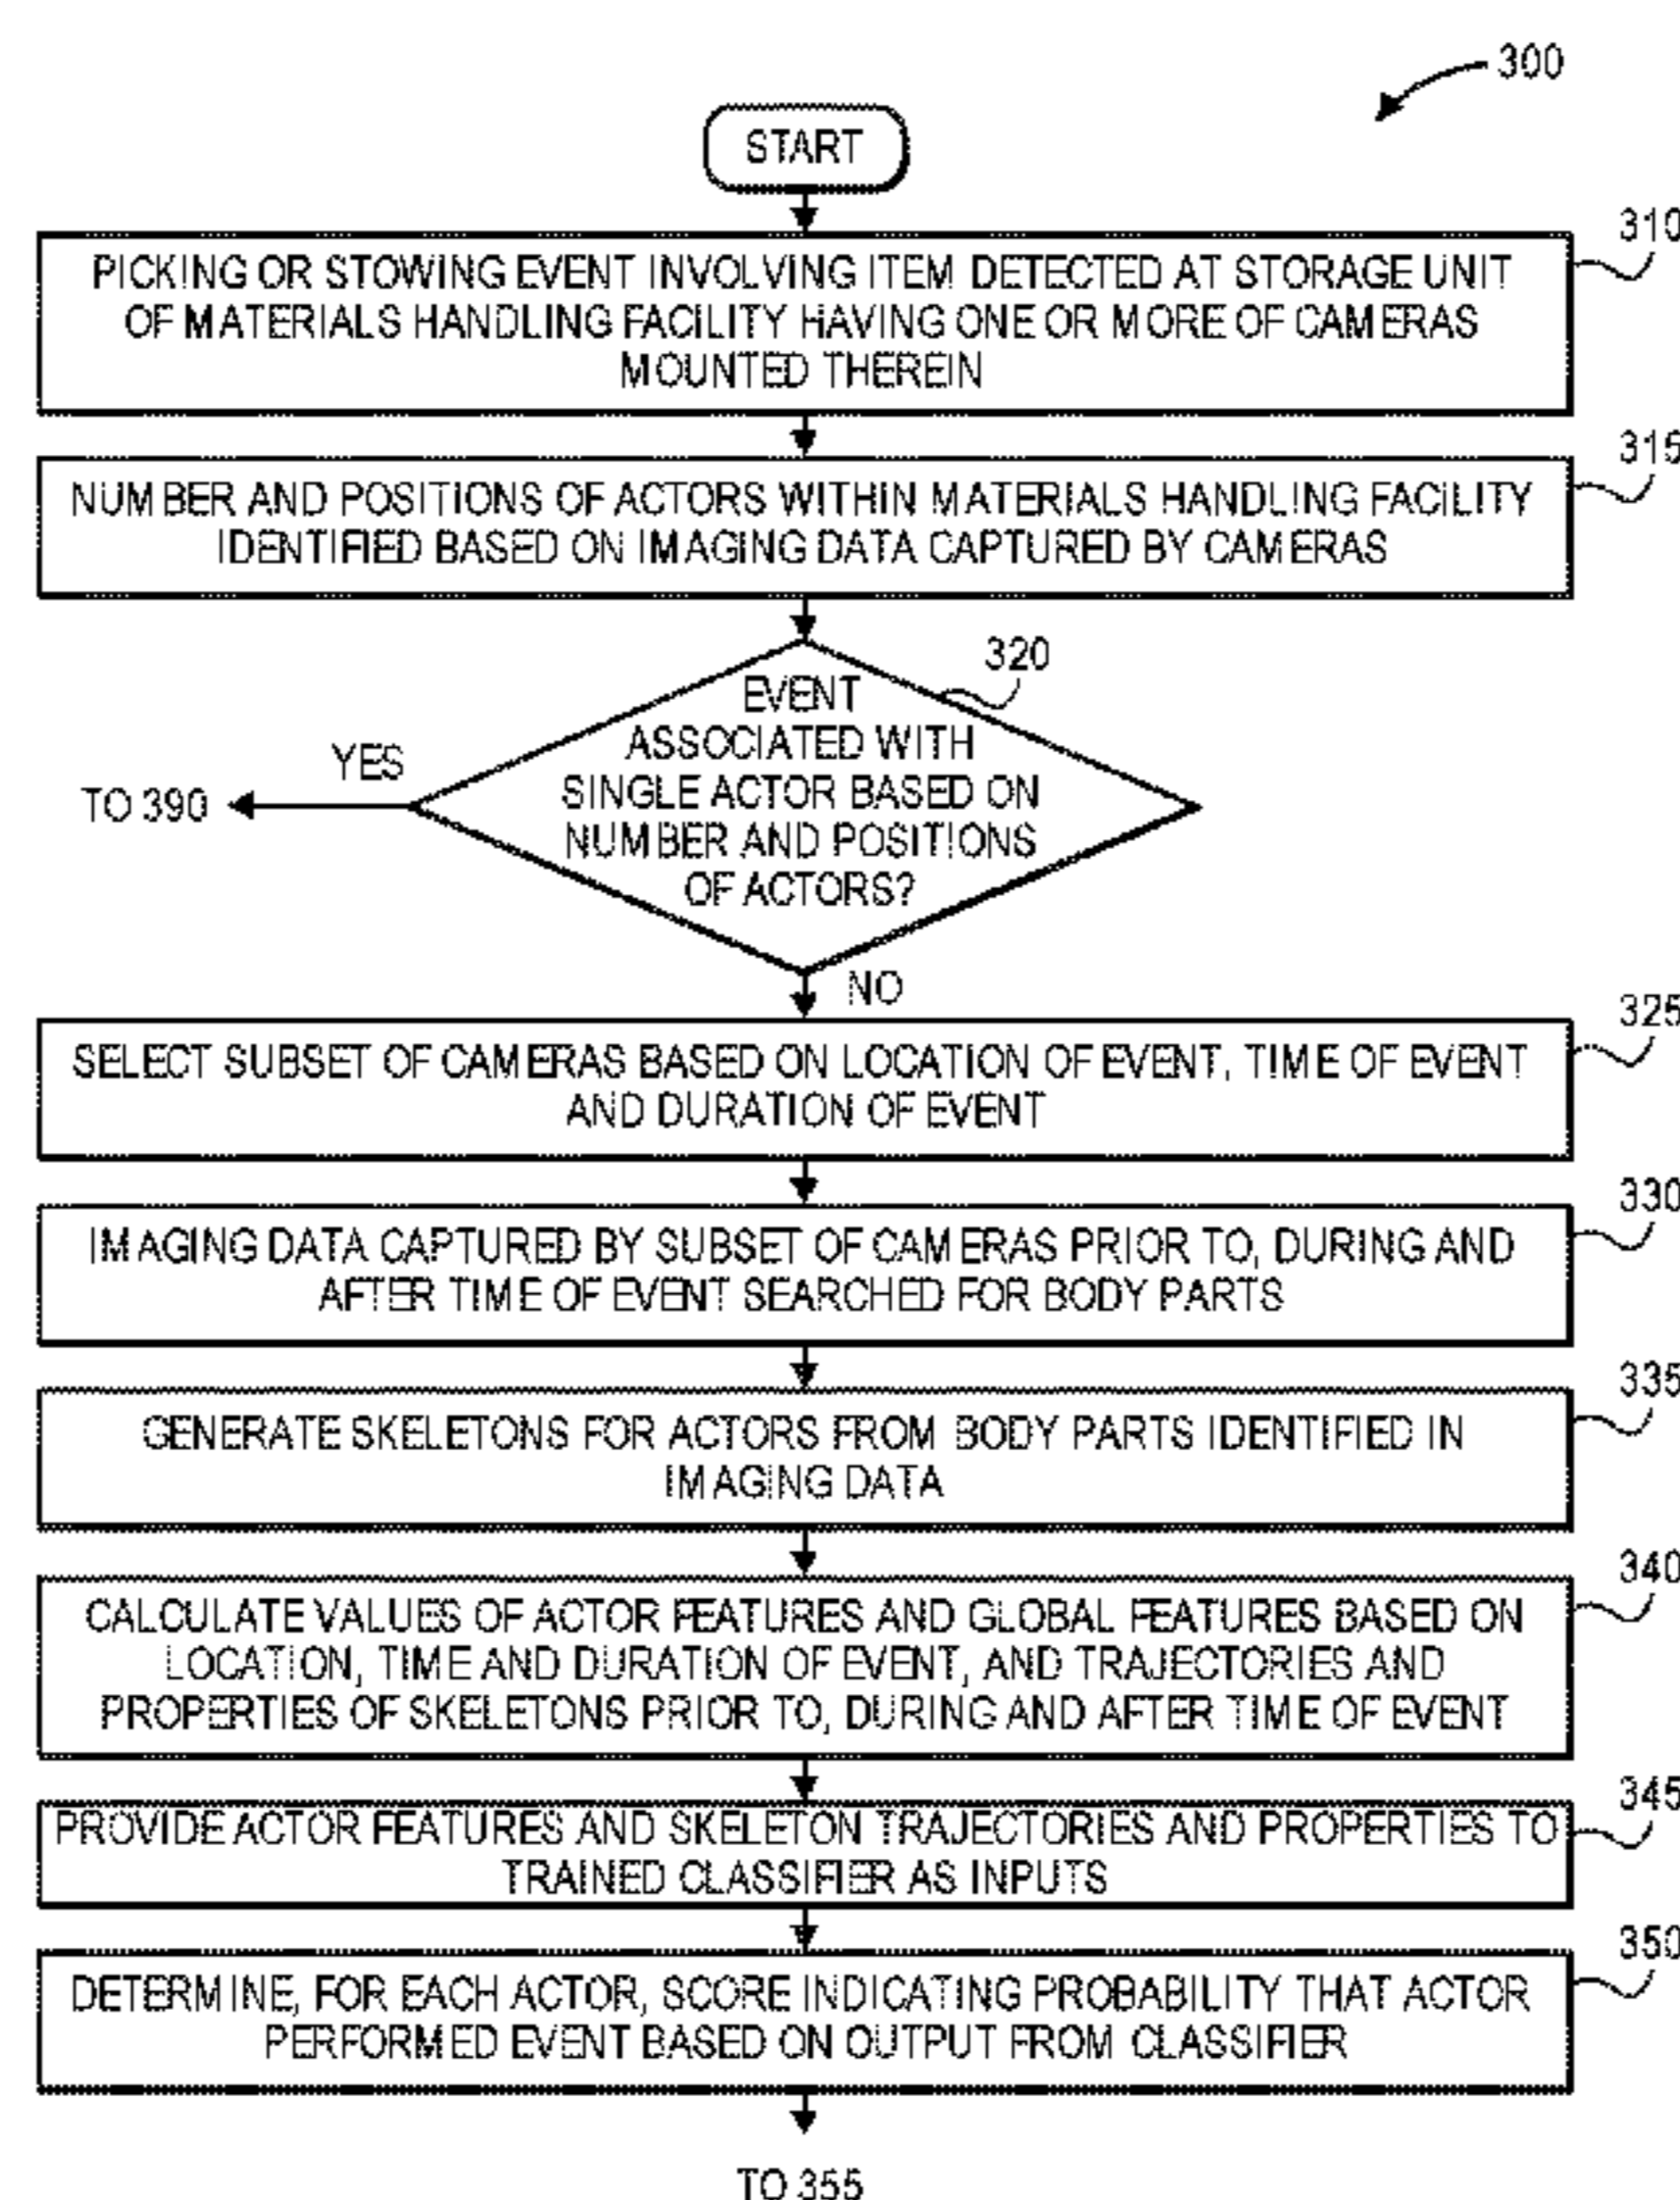 300
START
310
PICKING OR STOWING EVENT INVOLVING ITEM DETECTED AT STORAGE UNIT
OF MATERIALS HANDLING FACILITY HAVING ONE OR MORE OF CAMERAS
MOUNTED THEREIN
315
NUMBER AND POSITIONS OF ACTORS WITHIN MATERIALS HANDLING FACILITY
IDENTIFIED BASED ON IMAGING DATA CAPTURED BY CAMERAS
320
EVENT
ASSOCIATED WITH
SINGLE ACTOR BASED ON
NUMBER AND POSITIONS
OF ACTORS?
YES
TO 390
NO
325
SELECT SUBSET OF CAMERAS BASED ON LOCATION OF EVENT, TIME OF EVENT
AND DURATION OF EVENT
330
IMAGING DATA CAPTURED BY SUBSET OF CAMERAS PRIOR TO, DURING AND
AFTER TIME OF EVENT SEARCHED FOR BODY PARTS
335
GENERATE SKELETONS FOR ACTORS FROM BODY PARTS IDENTIFIED IN
IMAGING DATA
340
CALCULATE VALUES OF ACTOR FEATURES AND GLOBAL FEATURES BASED ON
LOCATION, TIME AND DURATION OF EVENT, AND TRAJECTORIES AND
PROPERTIES OF SKELETONS PRIOR TO, DURING AND AFTER TIME OF EVENT
345
PROVIDE ACTOR FEATURES AND SKELETON TRAJECTORIES AND PROPERTIES TO
TRAINED CLASSIFIER AS INPUTS
350
DETERMINE, FOR EACH ACTOR, SCORE INDICATING PROBABILITY THAT ACTOR
PERFORMED EVENT BASED ON OUTPUT FROM CLASSIFIER
TO 355